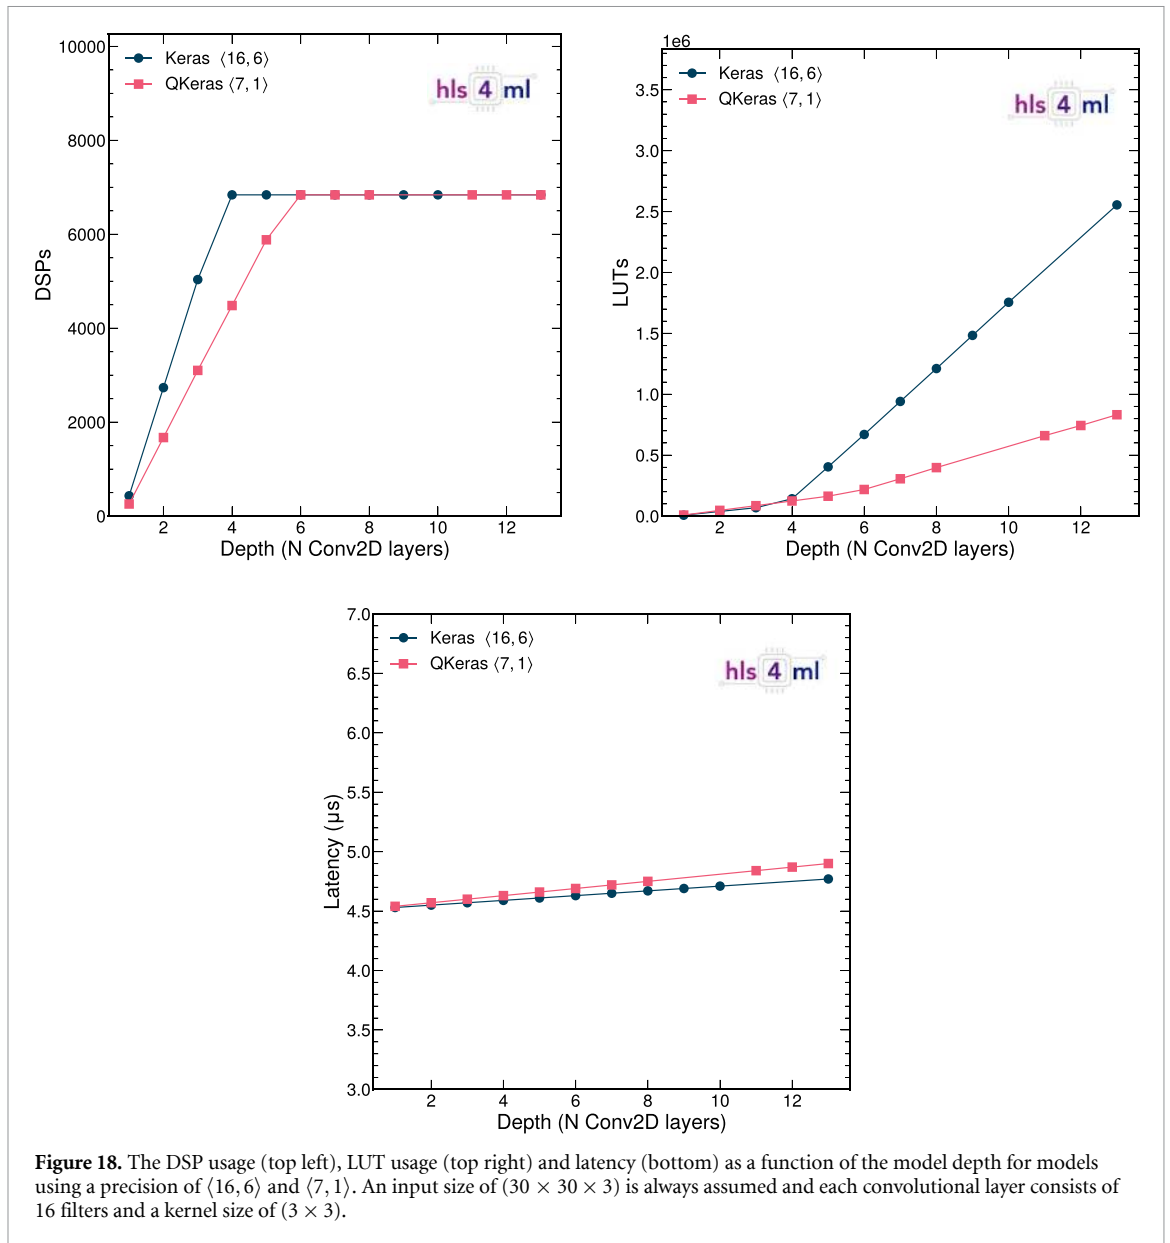 Keras ⟨16, 6⟩
QKeras ⟨7, 1⟩
hls 4 ml
10000
8000
6000
4000
2000
0
DSPs
2 4 6 8 10 12
Depth (N Conv2D layers)
1e6
Keras ⟨16, 6⟩
QKeras ⟨7, 1⟩
hls 4 ml
3.5
3.0
2.5
2.0
1.5
1.0
0.5
0.0
LUTs
2 4 6 8 10 12
Depth (N Conv2D layers)
Keras ⟨16, 6⟩
QKeras ⟨7, 1⟩
hls 4 ml
7.0
6.5
6.0
5.5
5.0
4.5
4.0
3.5
3.0
Latency (μs)
2 4 6 8 10 12
Depth (N Conv2D layers)
Figure 18. The DSP usage (top left), LUT usage (top right) and latency (bottom) as a function of the model depth for models
using a precision of ⟨16, 6⟩ and ⟨7, 1⟩. An input size of (30 × 30 × 3) is always assumed and each convolutional layer consists of
16 filters and a kernel size of (3 × 3).